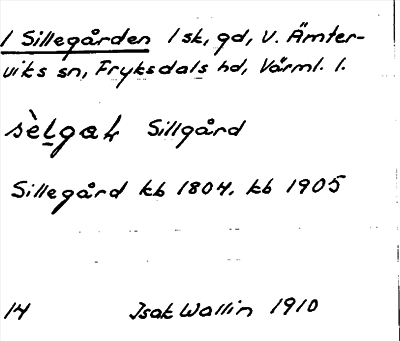 1 Sillegården 1 sk, gd, V. Ämter-
viks sn, Fryksdals hd, Värml. l.
sèlgaḷ Sillgård
Sillegård kb 1804. kb 1905
14 Isak Wallin 1910